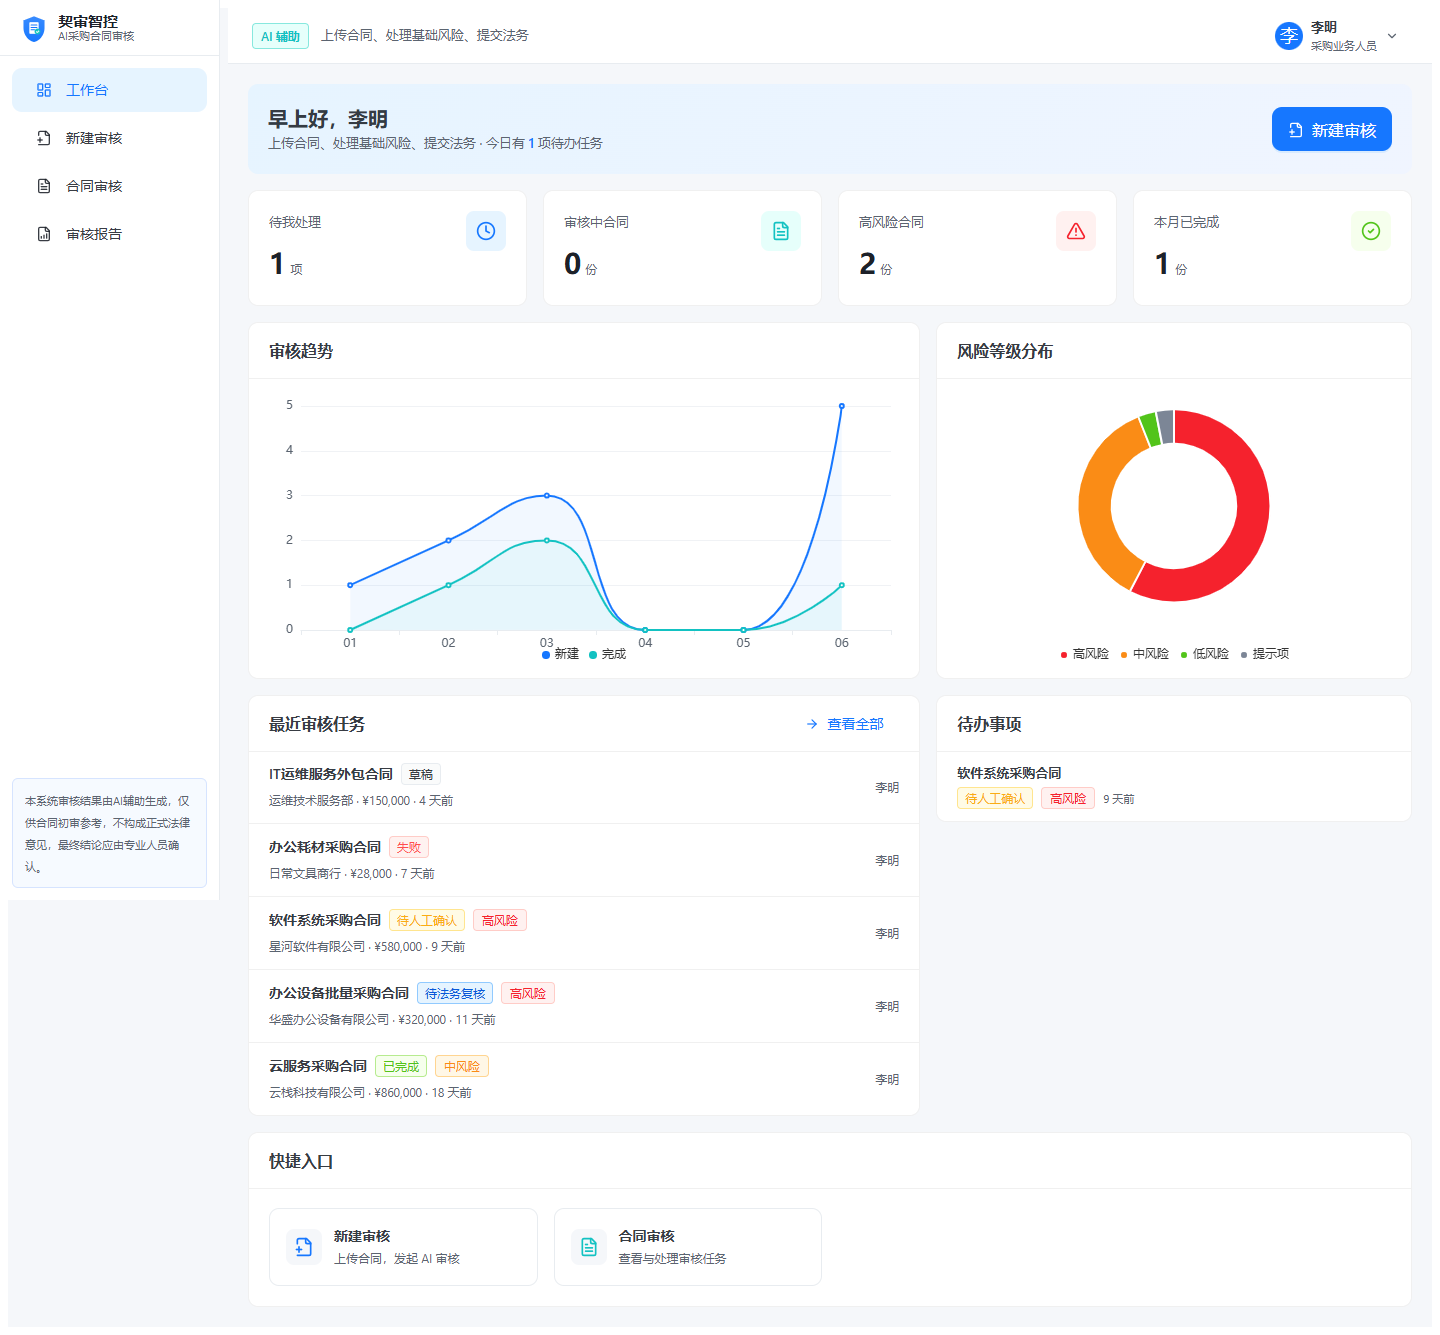 契审智控
AI采购合同审核
工作台
新建审核
合同审核
审核报告
本系统审核结果由AI辅助生成，仅
供合同初审参考，不构成正式法律
意见，最终结论应由专业人员确
认。
AI 辅助
上传合同、处理基础风险、提交法务
李
李明
采购业务人员
早上好，李明
上传合同、处理基础风险、提交法务 · 今日有 1 项待办任务
新建审核
待我处理
1 项
审核中合同
0 份
高风险合同
2 份
本月已完成
1 份
审核趋势
5
4
3
2
1
0
01 02 03 04 05 06
新建 完成
风险等级分布
高风险 中风险 低风险 提示项
最近审核任务
查看全部
IT运维服务外包合同 草稿
运维技术服务部 · ¥150,000 · 4 天前
李明
办公耗材采购合同 失败
日常文具商行 · ¥28,000 · 7 天前
李明
软件系统采购合同 待人工确认 高风险
星河软件有限公司 · ¥580,000 · 9 天前
李明
办公设备批量采购合同 待法务复核 高风险
华盛办公设备有限公司 · ¥320,000 · 11 天前
李明
云服务采购合同 已完成 中风险
云栈科技有限公司 · ¥860,000 · 18 天前
李明
待办事项
软件系统采购合同
待人工确认 高风险 9 天前
快捷入口
新建审核
上传合同，发起 AI 审核
合同审核
查看与处理审核任务